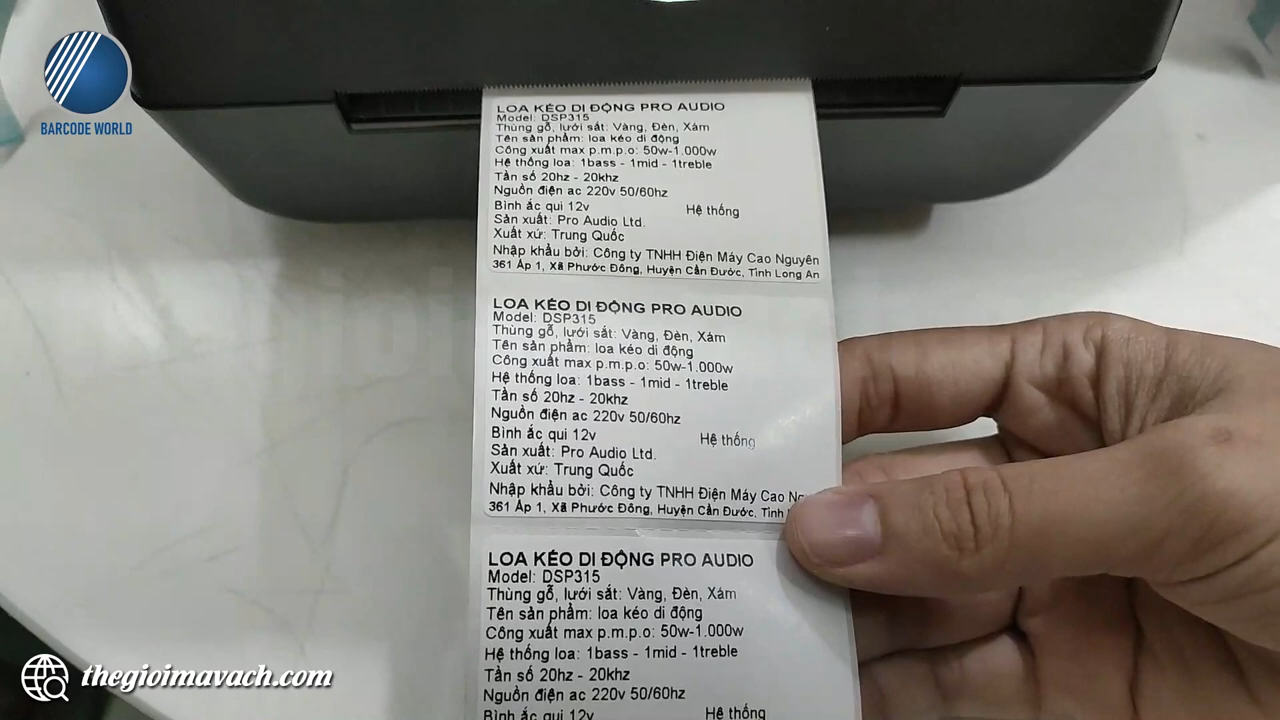 BARCODE WORLD
LOA KÉO DI ĐỘNG PRO AUDIO
Model: DSP315
Thùng gỗ, lưới sắt: Vàng, Đèn, Xám
Tên sản phẩm: loa kéo di động
Công xuất max p.m.p.o: 50w-1.000w
Hệ thống loa: 1bass - 1mid - 1treble
Tần số 20hz - 20khz
Nguồn điện ac 220v 50/60hz
Bình ắc qui 12v Hệ thống
Sản xuất: Pro Audio Ltd.
Xuất xứ: Trung Quốc
Nhập khẩu bởi: Công ty TNHH Điện Máy Cao Nguyên
361 Ấp 1, Xã Phước Đông, Huyện Cần Đước, Tỉnh Long An
LOA KÉO DI ĐỘNG PRO AUDIO
Model: DSP315
Thùng gỗ, lưới sắt: Vàng, Đèn, Xám
Tên sản phẩm: loa kéo di động
Công xuất max p.m.p.o: 50w-1.000w
Hệ thống loa: 1bass - 1mid - 1treble
Tần số 20hz - 20khz
Nguồn điện ac 220v 50/60hz
Bình ắc qui 12v Hệ thống
Sản xuất: Pro Audio Ltd.
Xuất xứ: Trung Quốc
Nhập khẩu bởi: Công ty TNHH Điện Máy Cao
361 Ấp 1, Xã Phước Đông, Huyện Cần Đước, Tỉnh
LOA KÉO DI ĐỘNG PRO AUDIO
Model: DSP315
Thùng gỗ, lưới sắt: Vàng, Đèn, Xám
Tên sản phẩm: loa kéo di động
Công xuất max p.m.p.o: 50w-1.000w
Hệ thống loa: 1bass - 1mid - 1treble
Tần số 20hz - 20khz
Nguồn điện ac 220v 50/60hz
Bình ắc qui 12v Hệ thống
thegioimavach.com